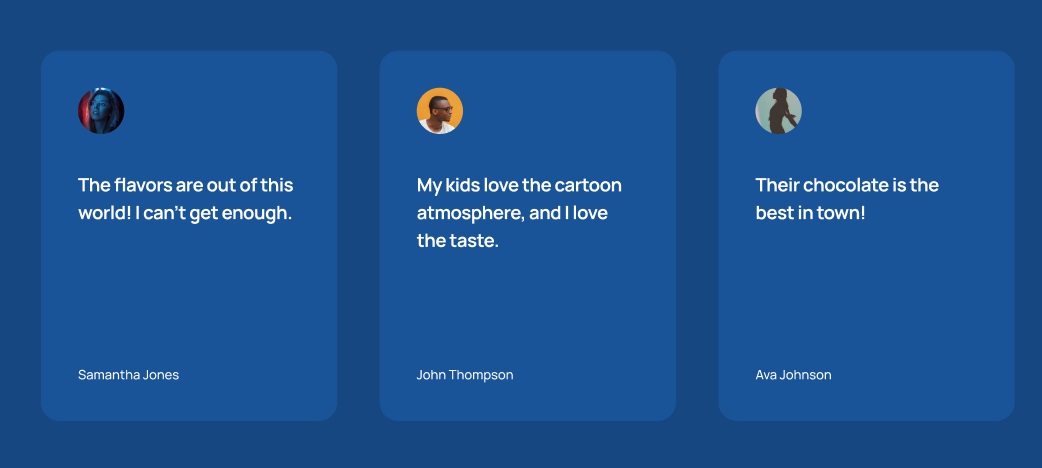 The flavors are out of this
world! I can’t get enough.
Samantha Jones
My kids love the cartoon
atmosphere, and I love
the taste.
John Thompson
Their chocolate is the
best in town!
Ava Johnson